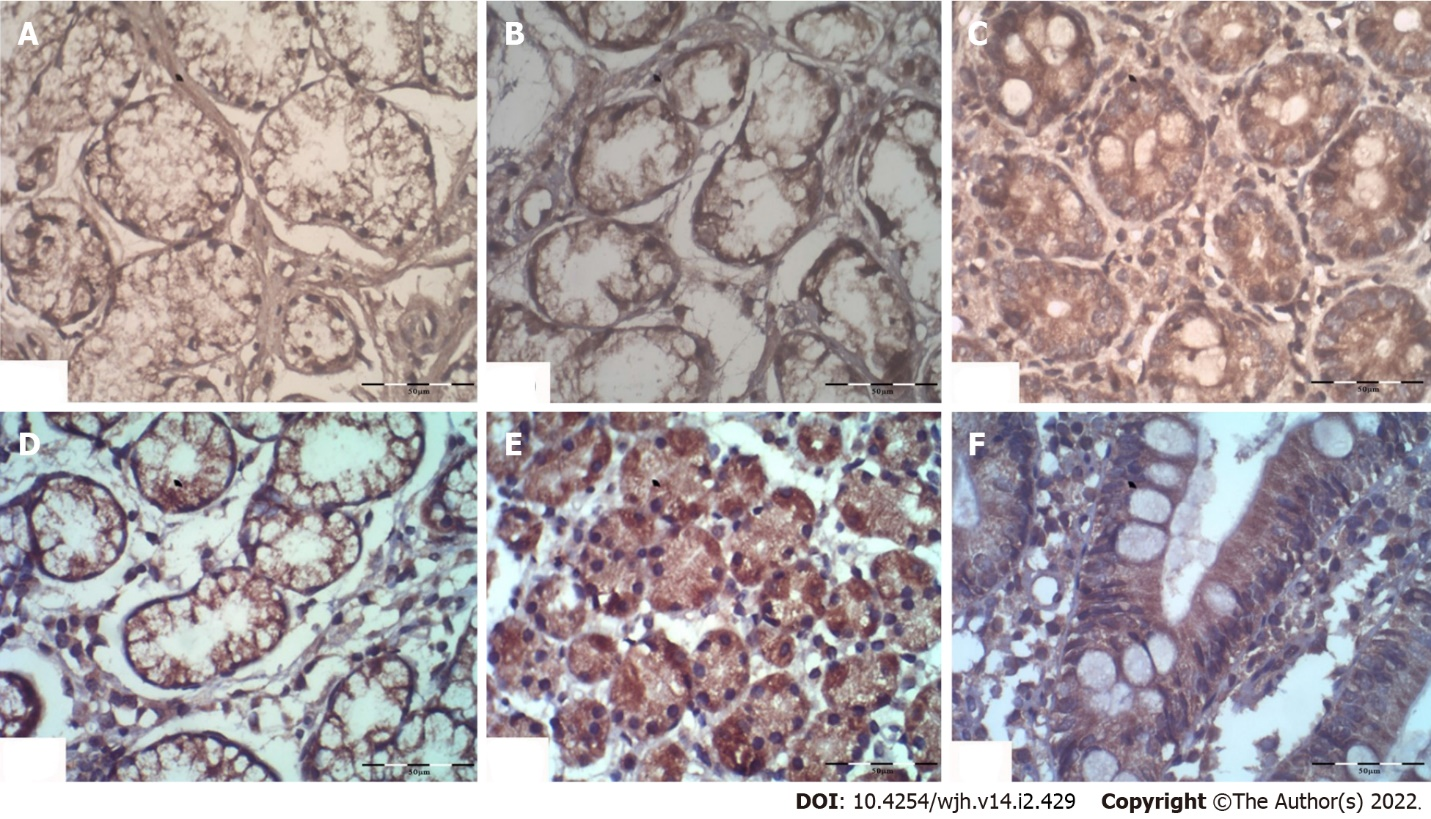 A
B
C
50μm
50μm
50μm
D
E
F
50μm
50μm
50μm
DOI: 10.4254/wjh.v14.i2.429 Copyright ©The Author(s) 2022.